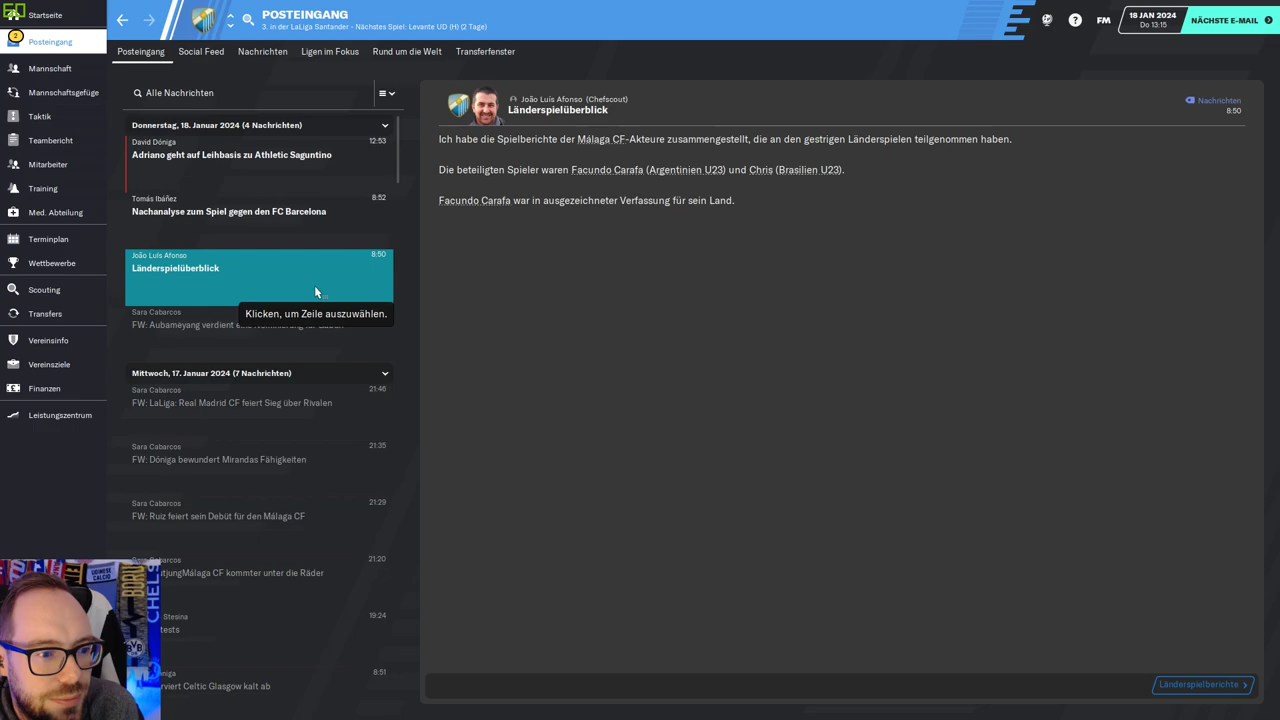 Startseite
2
Posteingang
Mannschaft
Mannschaftsgefüge
Taktik
Teambericht
Mitarbeiter
Training
Med. Abteilung
Terminplan
Wettbewerbe
Scouting
Transfers
Vereinsinfo
Vereinsziele
Finanzen
Leistungszentrum
POSTEINGANG
3. in der LaLiga Santander - Nächstes Spiel: Levante UD (H) (2 Tage)
FM
18 JAN 2024
Do 13:15
NÄCHSTE E-MAIL
Posteingang
Social Feed
Nachrichten
Ligen im Fokus
Rund um die Welt
Transferfenster
Alle Nachrichten
Donnerstag, 18. Januar 2024 (4 Nachrichten)
David Dóniga 12:53
Adriano geht auf Leihbasis zu Athletic Saguntino
Tomás Ibáñez 8:52
Nachanalyse zum Spiel gegen den FC Barcelona
João Luís Afonso 8:50
Länderspielüberblick
Klicken, um Zeile auszuwählen.
Sara Cabarcos
FW: Aubameyang verdient
Mittwoch, 17. Januar 2024 (7 Nachrichten)
Sara Cabarcos 21:46
FW: LaLiga: Real Madrid CF feiert Sieg über Rivalen
Sara Cabarcos 21:35
FW: Dóniga bewundert Mirandas Fähigkeiten
Sara Cabarcos 21:29
FW: Ruiz feiert sein Debüt für den Málaga CF
Cabarcos 21:20
Málaga CF kommter unter die Räder
Stesina 19:24
tests
8:51
rviert Celtic Glasgow kalt ab
João Luís Afonso (Chefscout)
Länderspielüberblick
Nachrichten
8:50
Ich habe die Spielberichte der Málaga CF-Akteure zusammengestellt, die an den gestrigen Länderspielen teilgenommen haben.
Die beteiligten Spieler waren Facundo Carafa (Argentinien U23) und Chris (Brasilien U23).
Facundo Carafa war in ausgezeichneter Verfassung für sein Land.
Länderspielberichte
BORU
CHELS
BVB